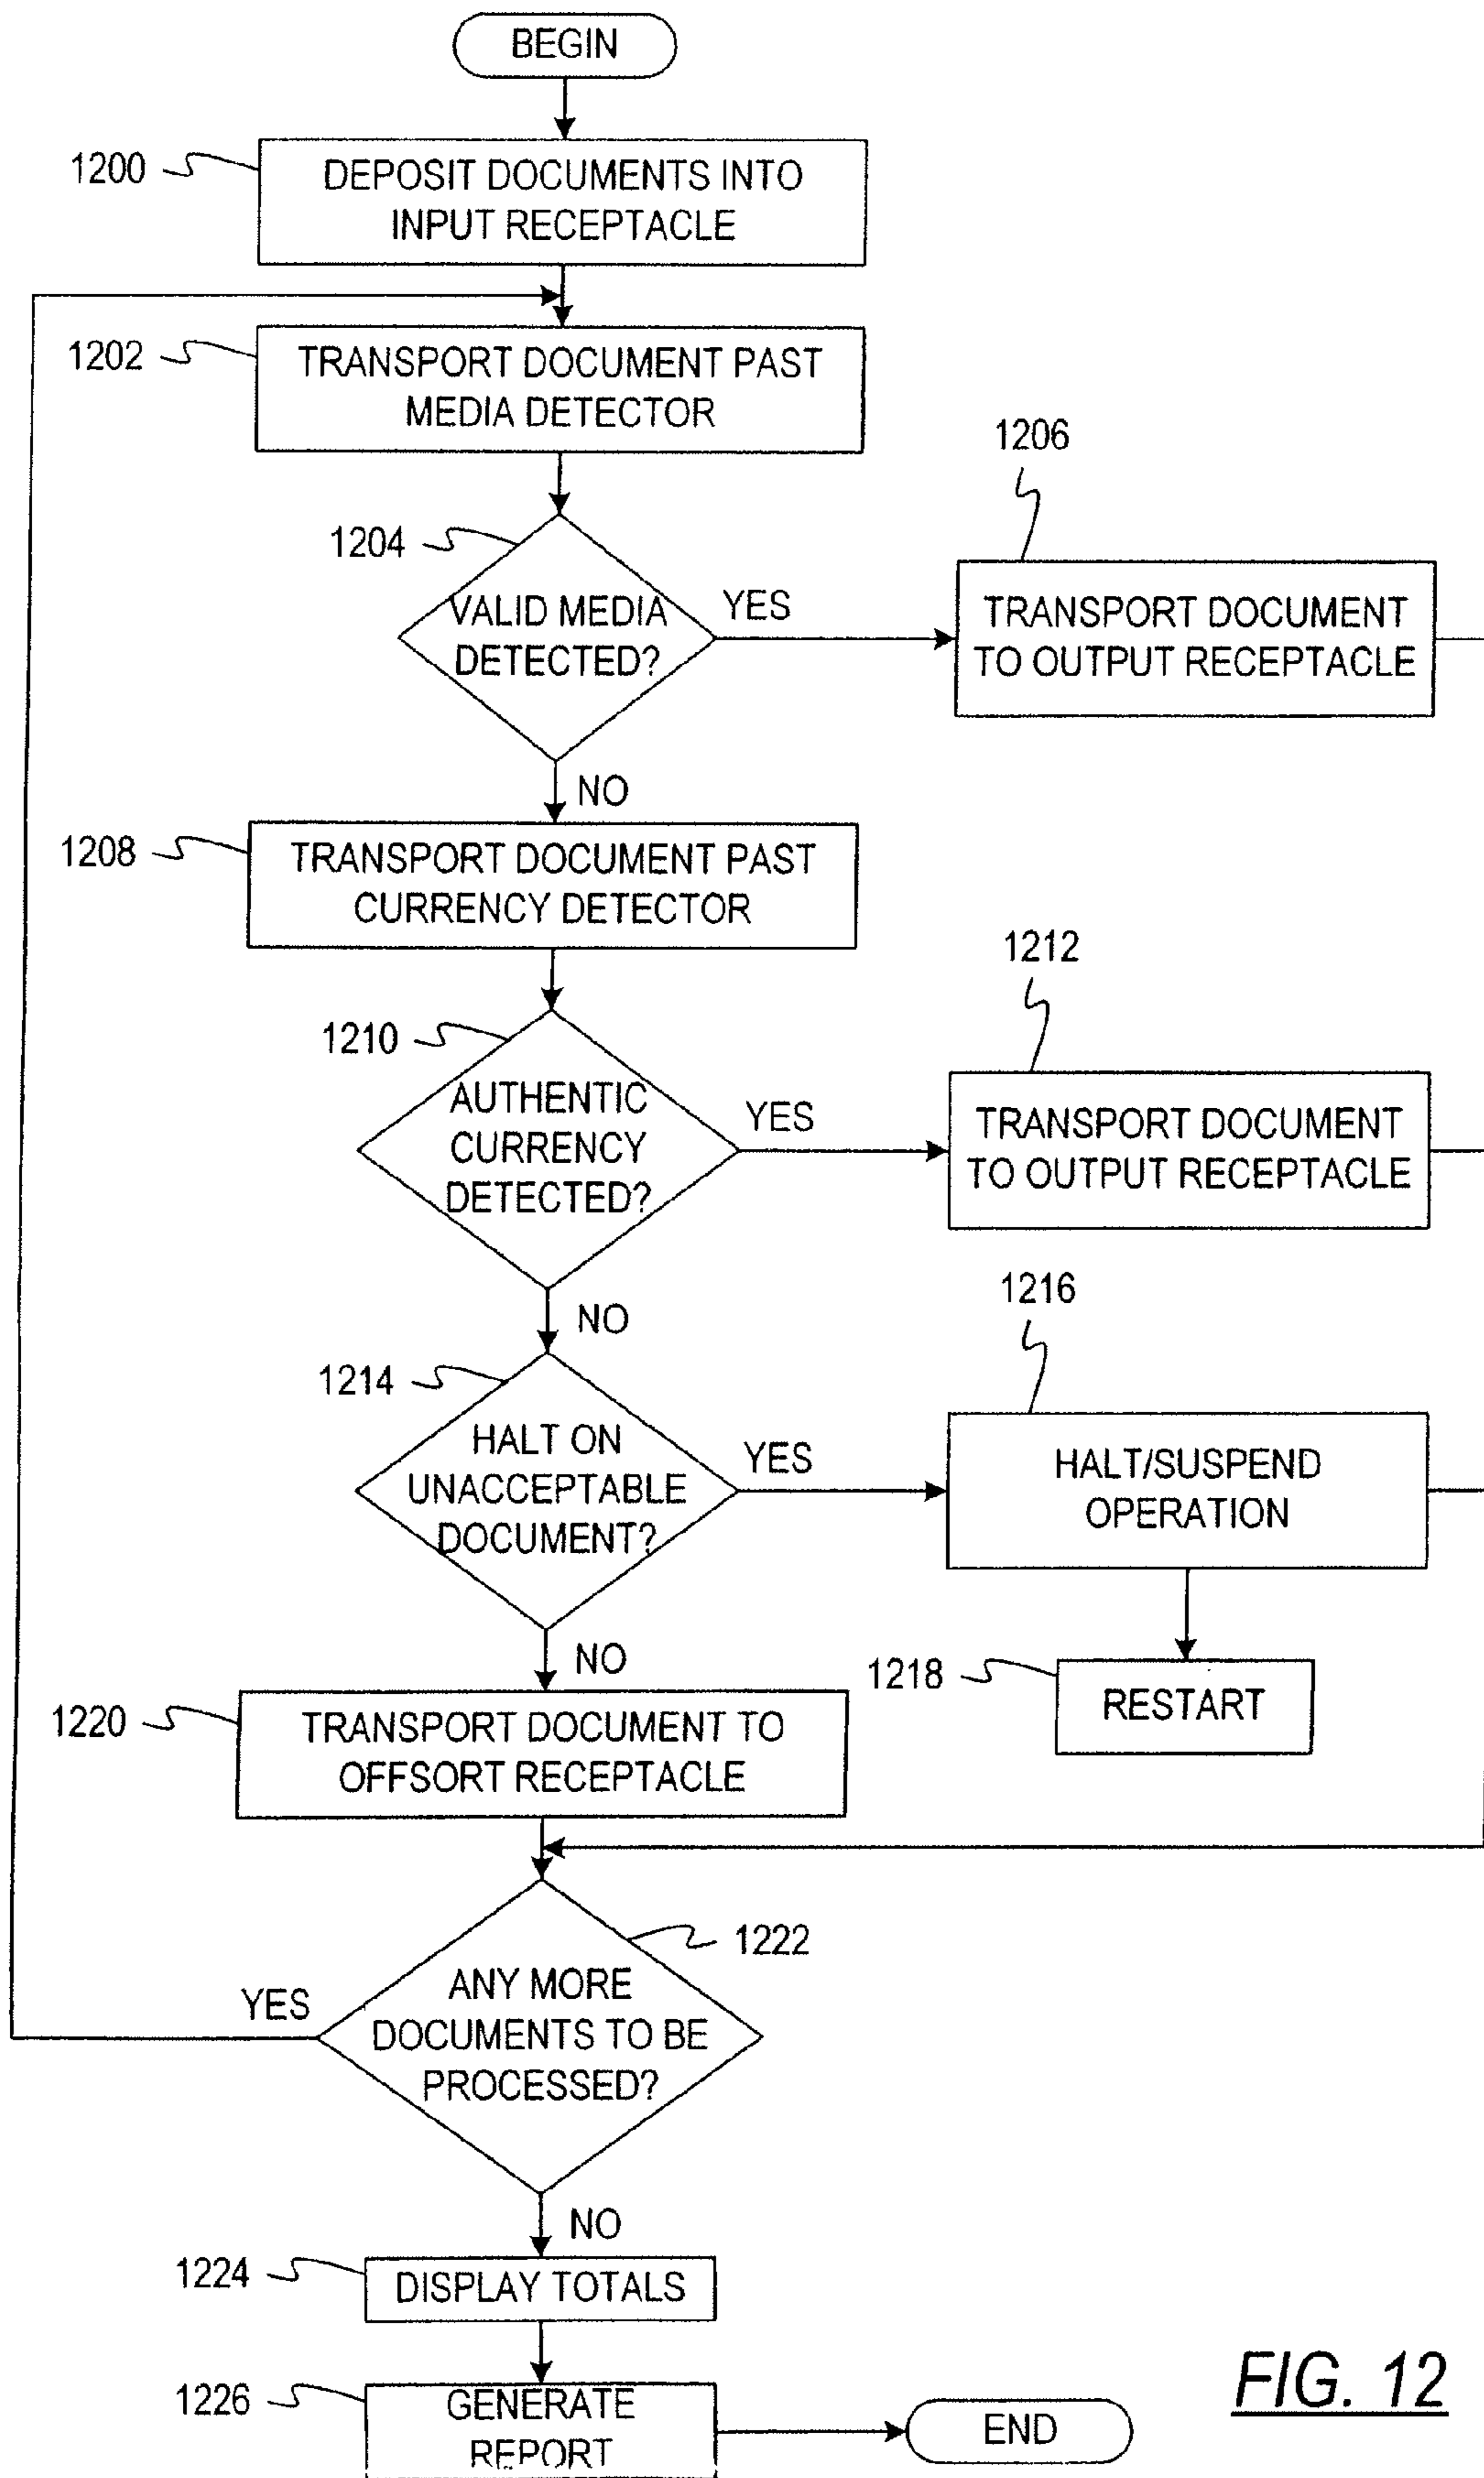 BEGIN
1200
DEPOSIT DOCUMENTS INTO
INPUT RECEPTACLE
1202
TRANSPORT DOCUMENT PAST
MEDIA DETECTOR
1204
VALID MEDIA
DETECTED?
YES
1206
TRANSPORT DOCUMENT
TO OUTPUT RECEPTACLE
NO
1208
TRANSPORT DOCUMENT PAST
CURRENCY DETECTOR
1210
AUTHENTIC
CURRENCY
DETECTED?
YES
1212
TRANSPORT DOCUMENT
TO OUTPUT RECEPTACLE
NO
1214
HALT ON
UNACCEPTABLE
DOCUMENT?
YES
1216
HALT/SUSPEND
OPERATION
1218
RESTART
NO
1220
TRANSPORT DOCUMENT TO
OFFSORT RECEPTACLE
1222
ANY MORE
DOCUMENTS TO BE
PROCESSED?
YES
NO
1224
DISPLAY TOTALS
1226
GENERATE
REPORT
END
FIG. 12